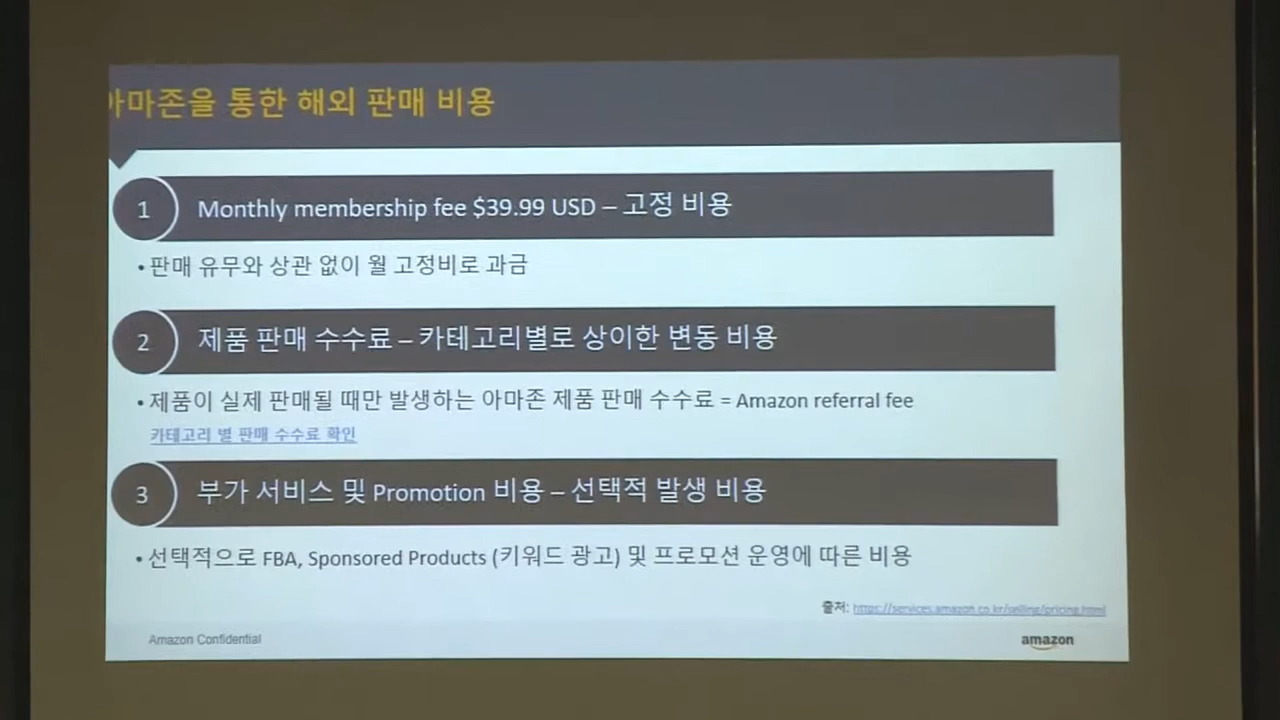 아마존을 통한 해외 판매 비용
1 Monthly membership fee $39.99 USD – 고정 비용
• 판매 유무와 상관 없이 월 고정비로 과금
2 제품 판매 수수료 – 카테고리별로 상이한 변동 비용
• 제품이 실제 판매될 때만 발생하는 아마존 제품 판매 수수료 = Amazon referral fee
카테고리 별 판매 수수료 확인
3 부가 서비스 및 Promotion 비용 – 선택적 발생 비용
• 선택적으로 FBA, Sponsored Products (키워드 광고) 및 프로모션 운영에 따른 비용
출처: https://services.amazon.co.kr/selling/pricing.html
Amazon Confidential
amazon